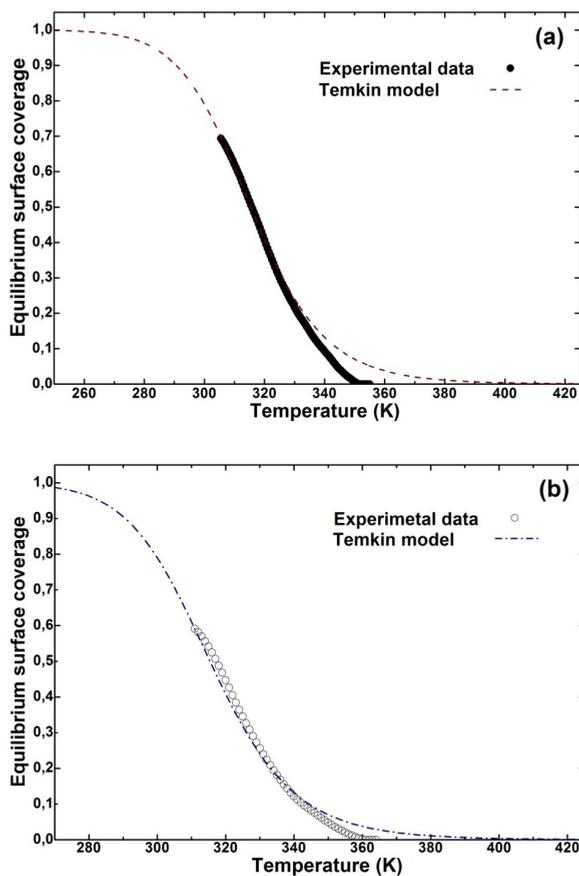 (a)
Experimental data
Temkin model
Equilibrium surface coverage
1,0
0,9
0,8
0,7
0,6
0,5
0,4
0,3
0,2
0,1
0,0
260 280 300 320 340 360 380 400 420
Temperature (K)
(b)
Experimetal data
Temkin model
Equilibrium surface coverage
1,0
0,9
0,8
0,7
0,6
0,5
0,4
0,3
0,2
0,1
0,0
280 300 320 340 360 380 400 420
Temperature (K)